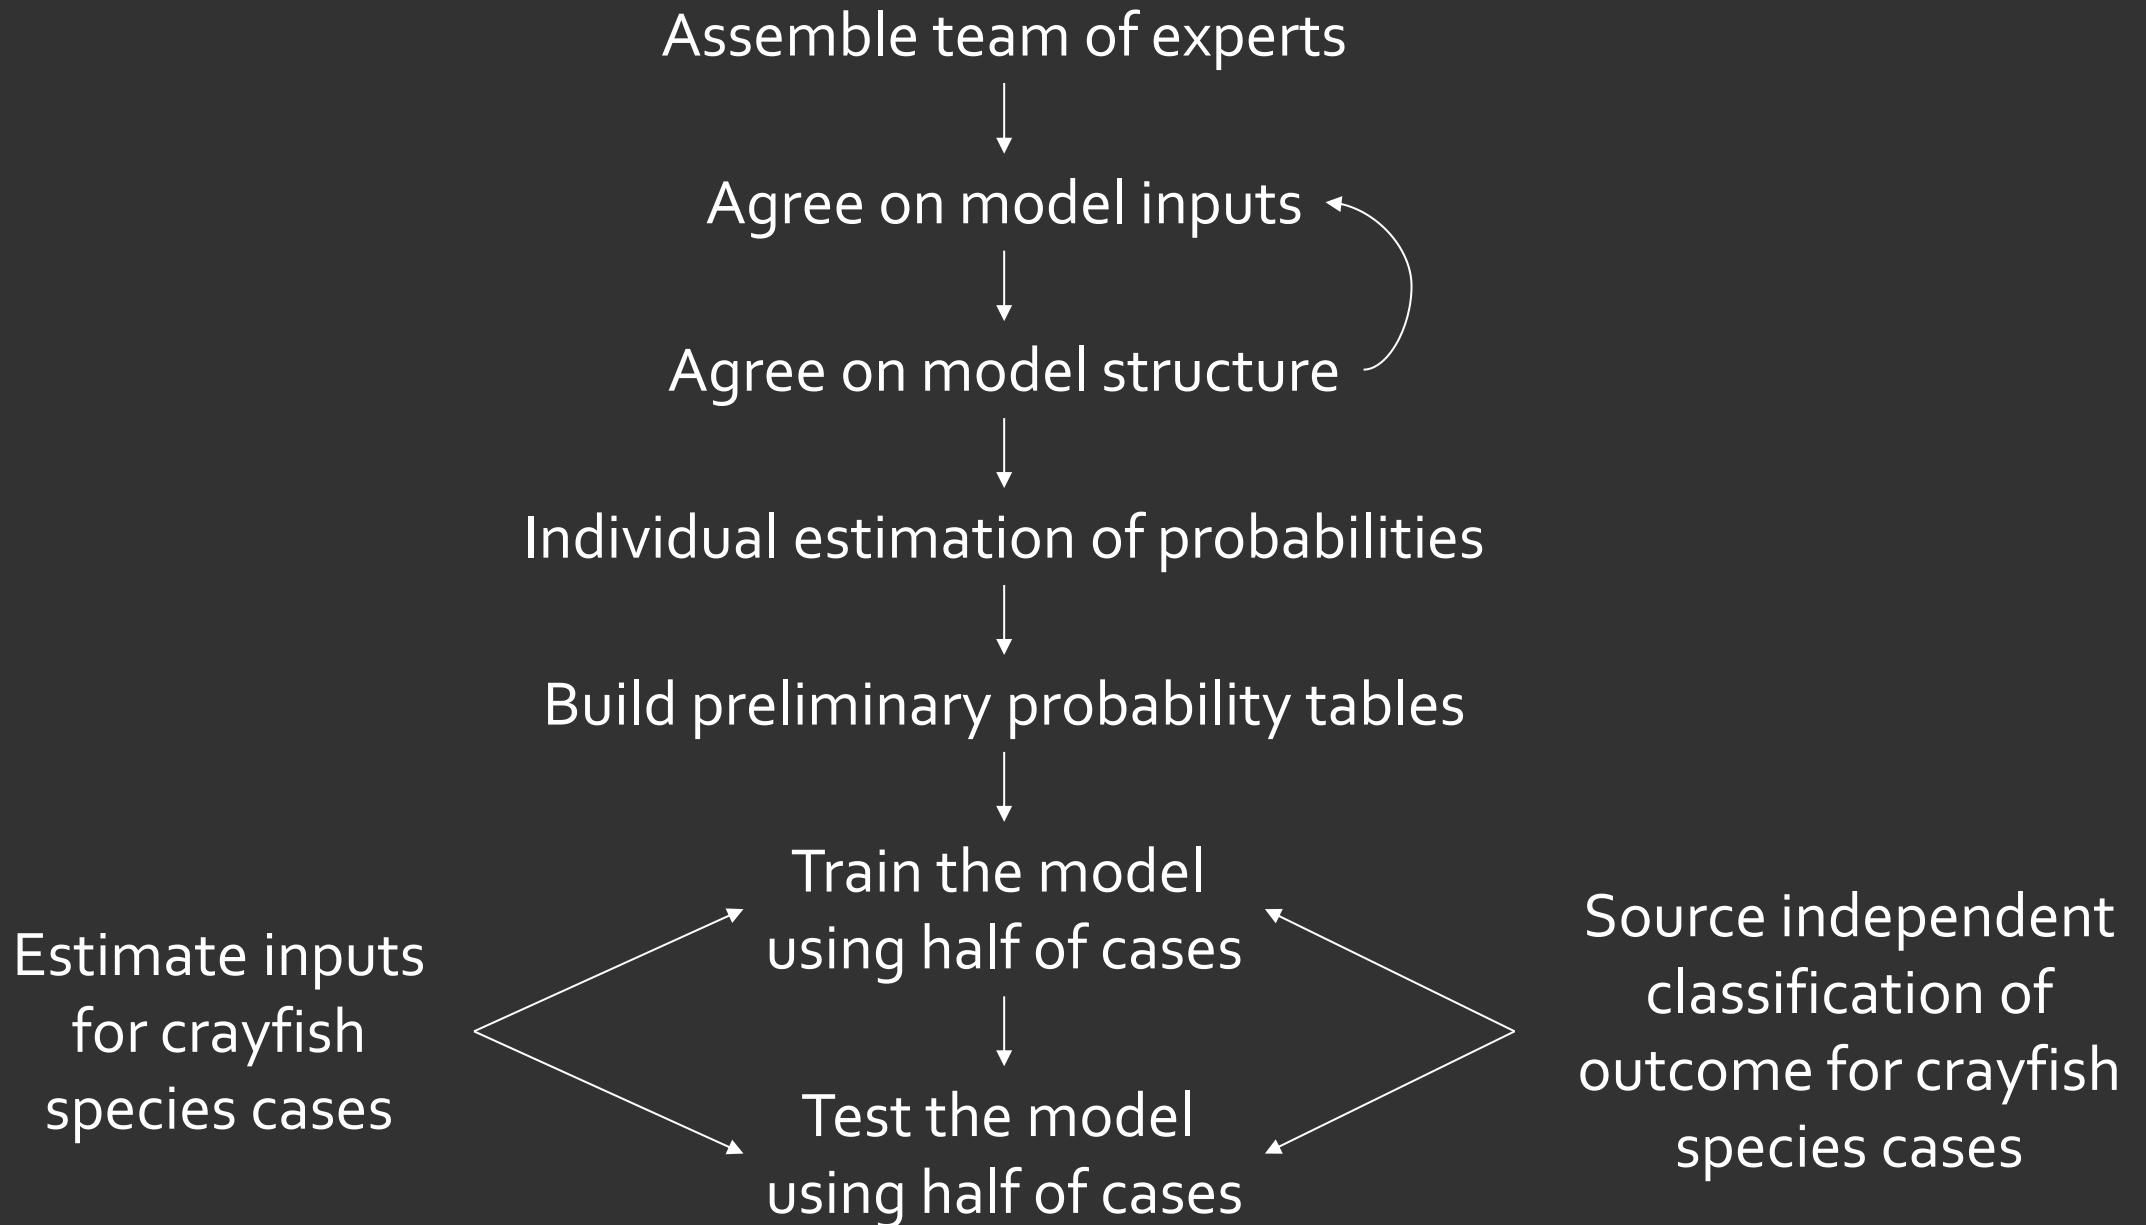 Assemble team of experts
Agree on model inputs
Agree on model structure
Individual estimation of probabilities
Build preliminary probability tables
Train the model
using half of cases
Estimate inputs
for crayfish
species cases
Source independent
classification of
outcome for crayfish
species cases
Test the model
using half of cases